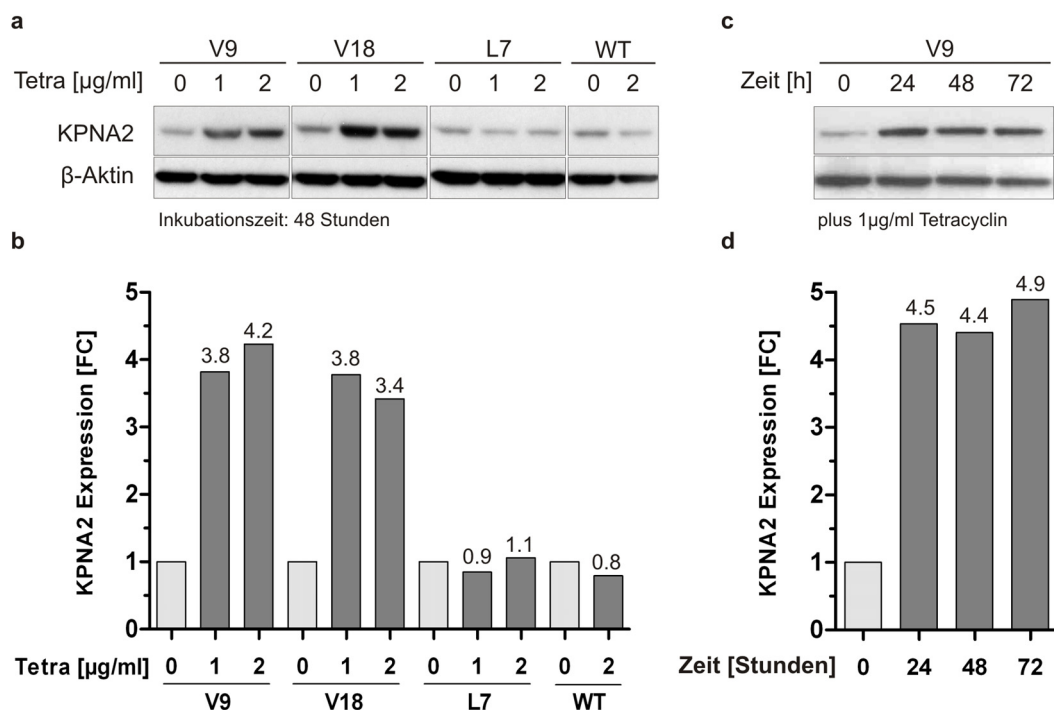 a
V9 V18 L7 WT
Tetra [µg/ml] 0 1 2 0 1 2 0 1 2 0 2
KPNA2
β-Aktin
Inkubationszeit: 48 Stunden
c
V9
Zeit [h] 0 24 48 72
plus 1µg/ml Tetracyclin
b
KPNA2 Expression [FC]
5
4
3
2
1
0
3.8 4.2 3.8 3.4 0.9 1.1 0.8
Tetra [µg/ml] 0 1 2 0 1 2 0 1 2 0 2
V9 V18 L7 WT
d
KPNA2 Expression [FC]
5
4
3
2
1
0
4.5 4.4 4.9
Zeit [Stunden] 0 24 48 72